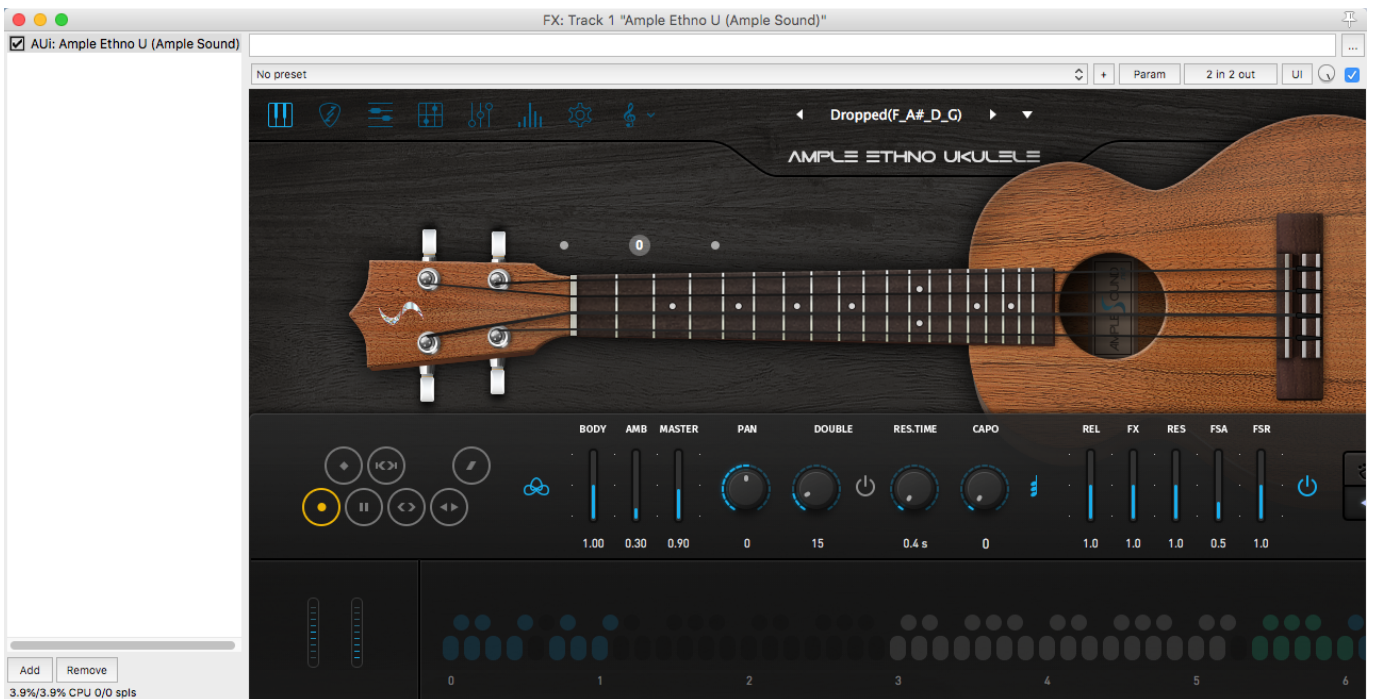 FX: Track 1 "Ample Ethno U (Ample Sound)"
AUi: Ample Ethno U (Ample Sound)
...
No preset
+
Param
2 in 2 out
UI
Dropped(F_A#_D_G)
AMPLE ETHNO UKULELE
0
AMPLE SOUND
BODY AMB MASTER PAN DOUBLE RES.TIME CAPO REL FX RES FSA FSR
1.00 0.30 0.90 0 15 0.4 s 0 1.0 1.0 1.0 0.5 1.0
0 1 2 3 4 5 6
Add Remove
3.9%/3.9% CPU 0/0 spls